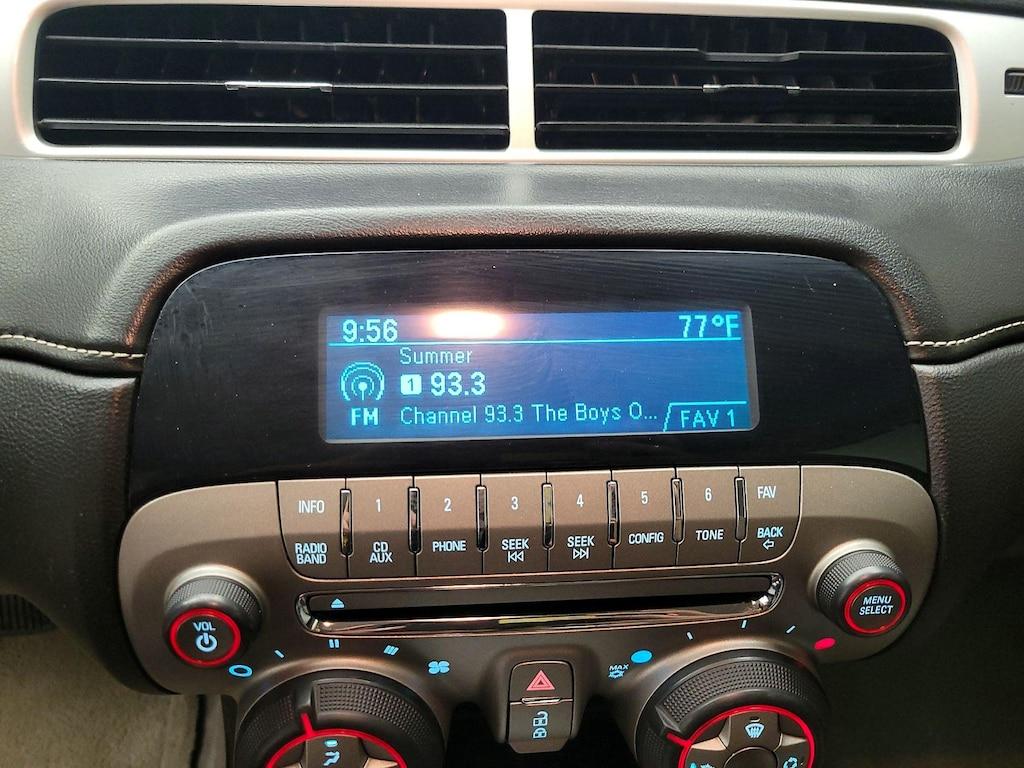 9:56 77°F
Summer
1 93.3
FM Channel 93.3 The Boys O... FAV 1
INFO 1 2 3 4 5 6 FAV
RADIO BAND CD AUX PHONE SEEK SEEK CONFIG TONE BACK
VOL
MENU SELECT
MAX